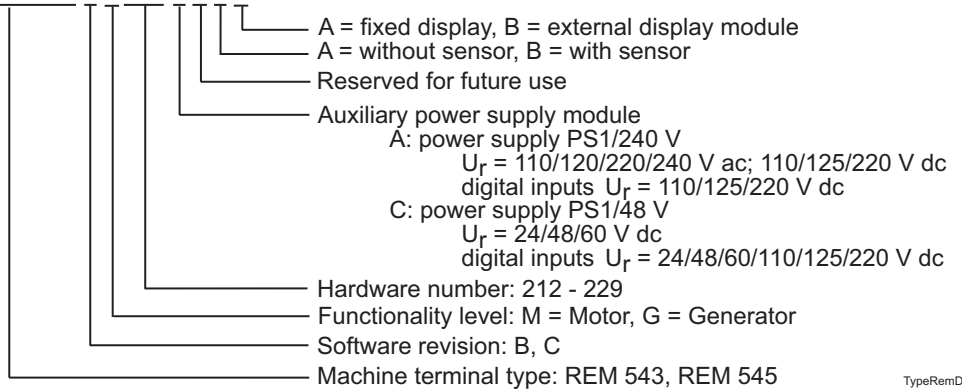 A = fixed display, B = external display module
A = without sensor, B = with sensor
Reserved for future use
Auxiliary power supply module
A: power supply PS1/240 V
Ur = 110/120/220/240 V ac; 110/125/220 V dc
digital inputs Ur = 110/125/220 V dc
C: power supply PS1/48 V
Ur = 24/48/60 V dc
digital inputs Ur = 24/48/60/110/125/220 V dc
Hardware number: 212 - 229
Functionality level: M = Motor, G = Generator
Software revision: B, C
Machine terminal type: REM 543, REM 545
TypeRemD